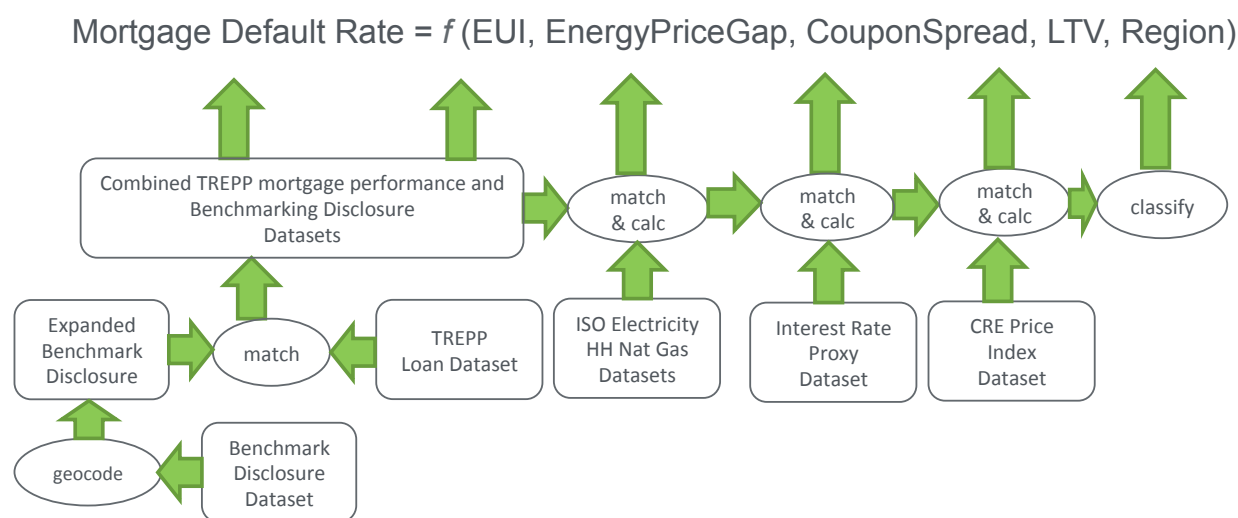 Mortgage Default Rate = f (EUI, EnergyPriceGap, CouponSpread, LTV, Region)
Combined TREPP mortgage performance and
Benchmarking Disclosure
Datasets
match
& calc
match
& calc
match
& calc
classify
Expanded
Benchmark
Disclosure
match
TREPP
Loan Dataset
ISO Electricity
HH Nat Gas
Datasets
Interest Rate
Proxy
Dataset
CRE Price
Index
Dataset
geocode
Benchmark
Disclosure
Dataset